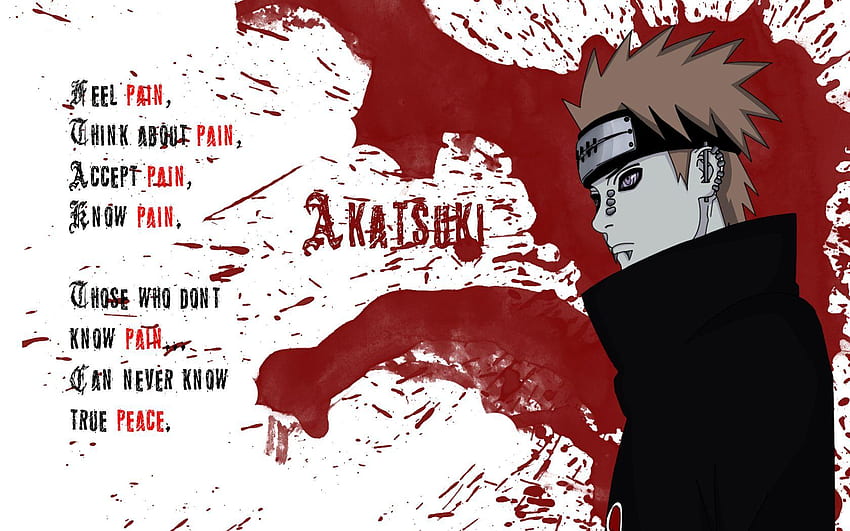 Feel pain,
Think about pain,
Accept pain,
Know pain,
Those who dont
know pain,
Can never know
true peace.
Akatsuki